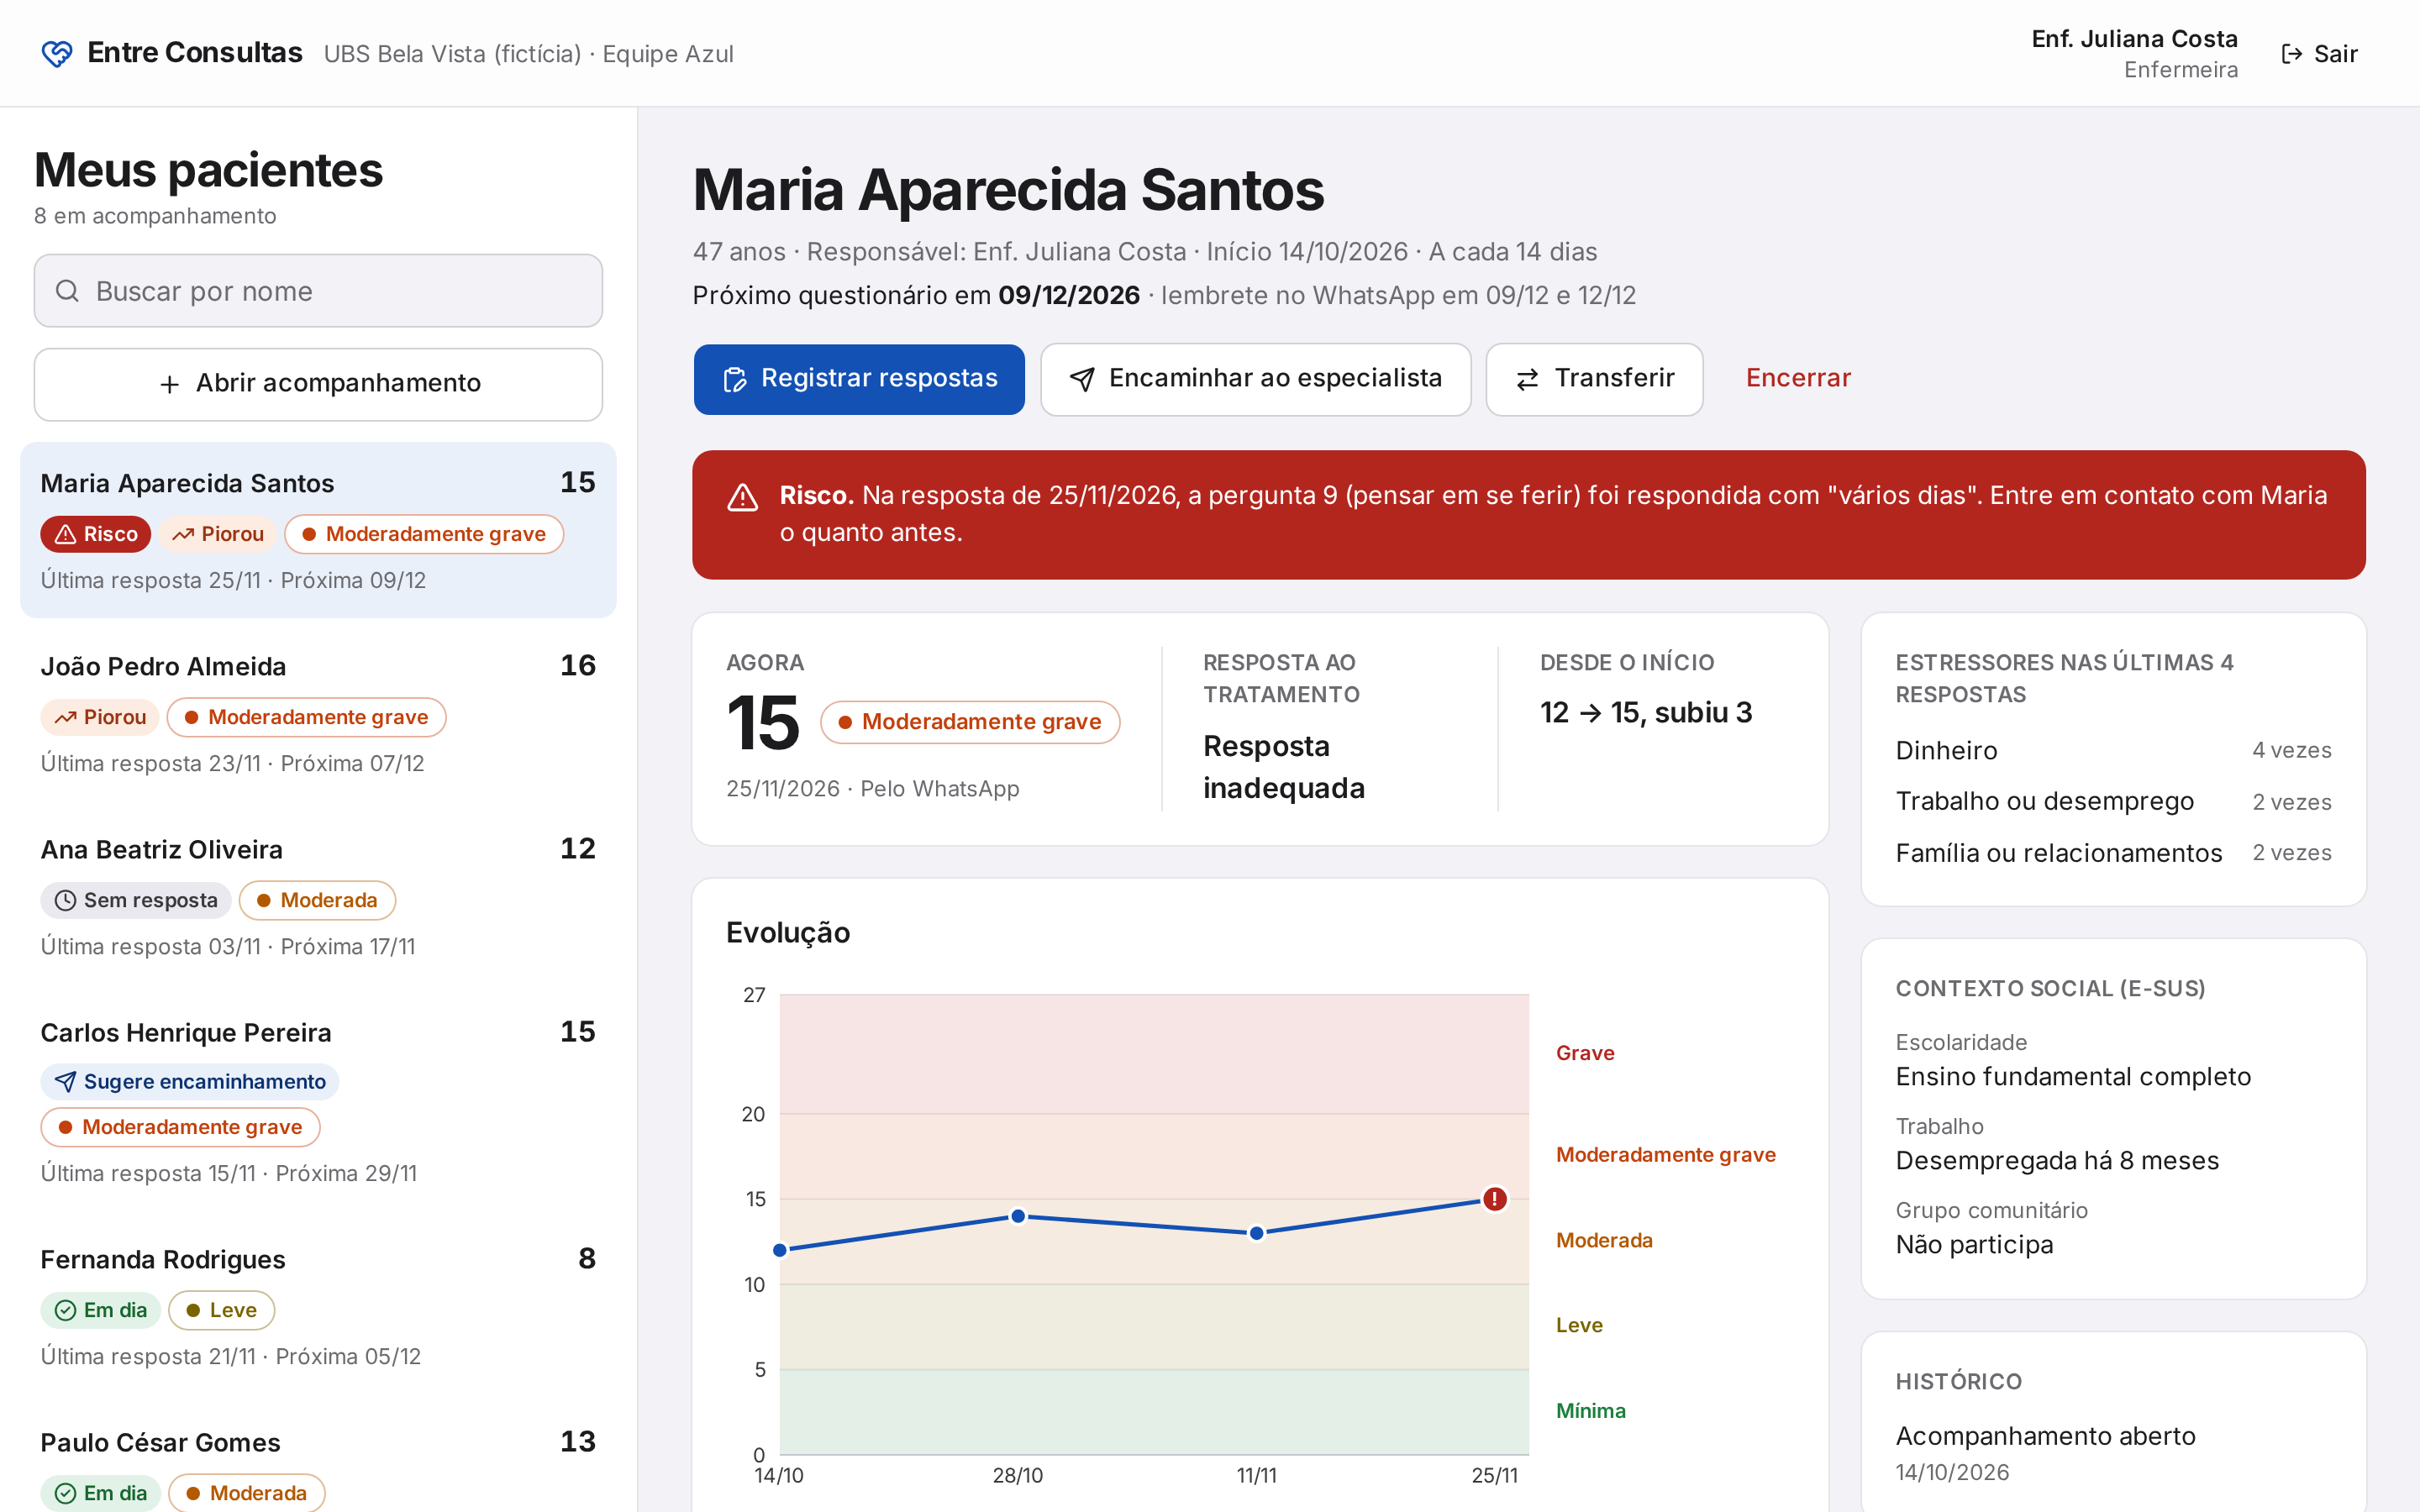 Entre Consultas UBS Bela Vista (fictícia) · Equipe Azul
Enf. Juliana Costa
Enfermeira
Sair
Meus pacientes
8 em acompanhamento
Buscar por nome
+ Abrir acompanhamento
Maria Aparecida Santos 15
Risco Piorou Moderadamente grave
Última resposta 25/11 · Próxima 09/12
João Pedro Almeida 16
Piorou Moderadamente grave
Última resposta 23/11 · Próxima 07/12
Ana Beatriz Oliveira 12
Sem resposta Moderada
Última resposta 03/11 · Próxima 17/11
Carlos Henrique Pereira 15
Sugere encaminhamento
Moderadamente grave
Última resposta 15/11 · Próxima 29/11
Fernanda Rodrigues 8
Em dia Leve
Última resposta 21/11 · Próxima 05/12
Paulo César Gomes 13
Em dia Moderada
Maria Aparecida Santos
47 anos · Responsável: Enf. Juliana Costa · Início 14/10/2026 · A cada 14 dias
Próximo questionário em 09/12/2026 · lembrete no WhatsApp em 09/12 e 12/12
Registrar respostas Encaminhar ao especialista Transferir Encerrar
Risco. Na resposta de 25/11/2026, a pergunta 9 (pensar em se ferir) foi respondida com "vários dias". Entre em contato com Maria
o quanto antes.
AGORA
15 Moderadamente grave
25/11/2026 · Pelo WhatsApp
RESPOSTA AO
TRATAMENTO
Resposta
inadequada
DESDE O INÍCIO
12 → 15, subiu 3
Evolução
27
Grave
20
Moderadamente grave
15
!
Moderada
10
Leve
5
Mínima
0
14/10 28/10 11/11 25/11
ESTRESSORES NAS ÚLTIMAS 4
RESPOSTAS
Dinheiro 4 vezes
Trabalho ou desemprego 2 vezes
Família ou relacionamentos 2 vezes
CONTEXTO SOCIAL (E-SUS)
Escolaridade
Ensino fundamental completo
Trabalho
Desempregada há 8 meses
Grupo comunitário
Não participa
HISTÓRICO
Acompanhamento aberto
14/10/2026